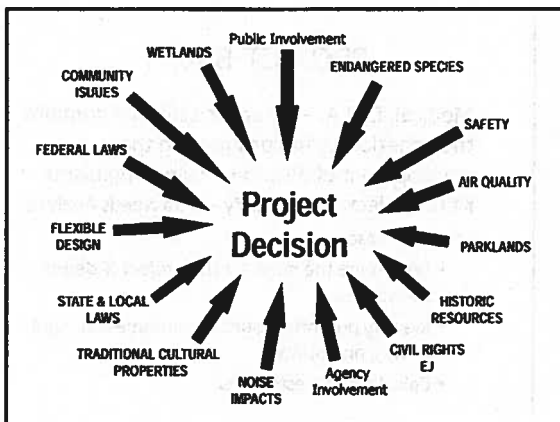 Public Involvement
WETLANDS
ENDANGERED SPECIES
COMMUNITY
ISUUES
SAFETY
FEDERAL LAWS
AIR QUALITY
Project
Decision
FLEXIBLE
DESIGN
PARKLANDS
STATE & LOCAL
LAWS
HISTORIC
RESOURCES
TRADITIONAL CULTURAL
PROPERTIES
CIVIL RIGHTS
EJ
NOISE
IMPACTS
Agency
Involvement